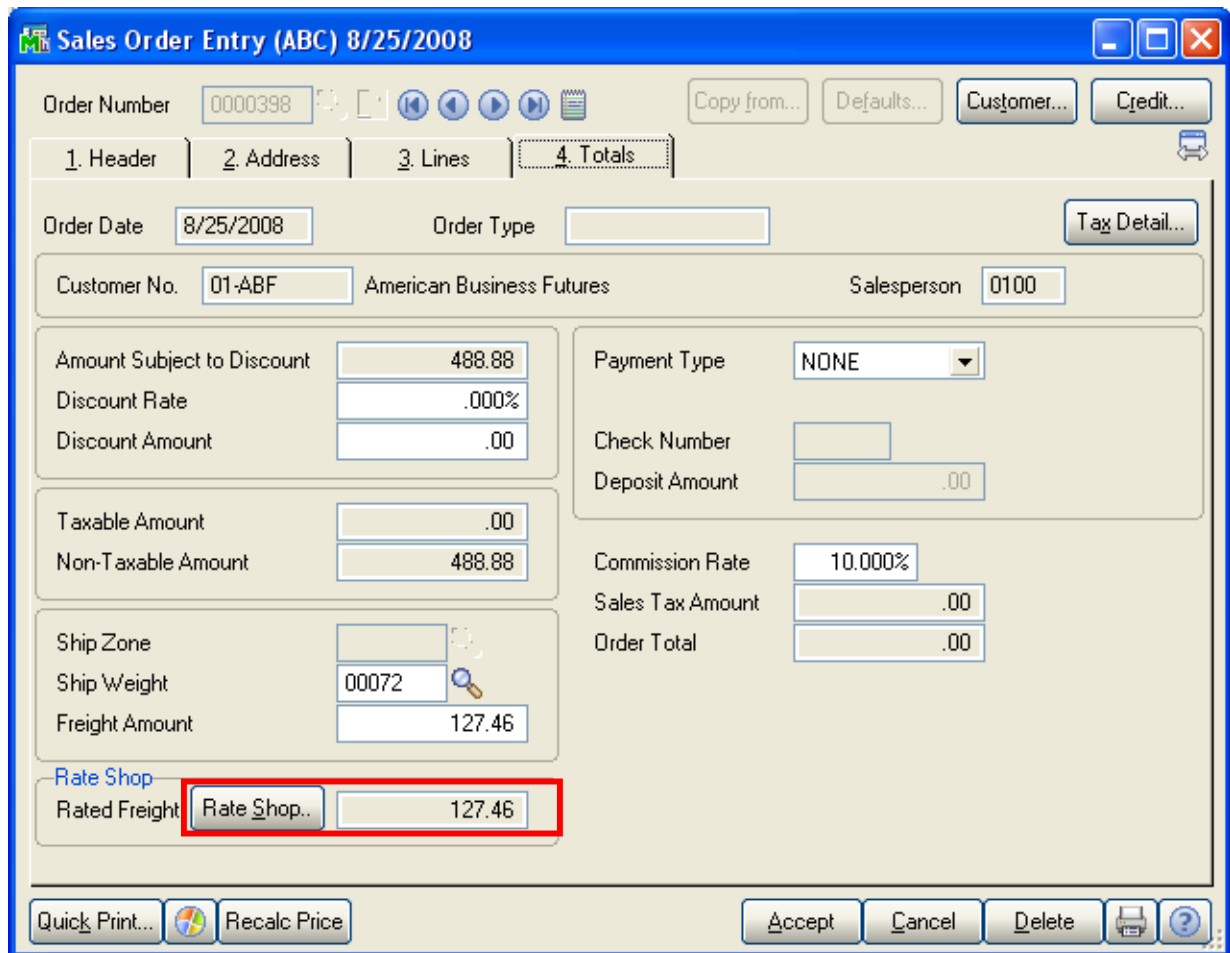 Sales Order Entry (ABC) 8/25/2008
Order Number 0000398 Copy from... Defaults... Customer... Credit...
1. Header 2. Address 3. Lines 4. Totals
Order Date 8/25/2008 Order Type Tax Detail...
Customer No. 01-ABF American Business Futures Salesperson 0100
Amount Subject to Discount 488.88 Payment Type NONE
Discount Rate .000%
Discount Amount .00 Check Number
Deposit Amount .00
Taxable Amount .00
Non-Taxable Amount 488.88 Commission Rate 10.000%
Sales Tax Amount .00
Ship Zone Order Total .00
Ship Weight 00072
Freight Amount 127.46
Rate Shop
Rated Freight Rate Shop.. 127.46
Quick Print... Recalc Price Accept Cancel Delete